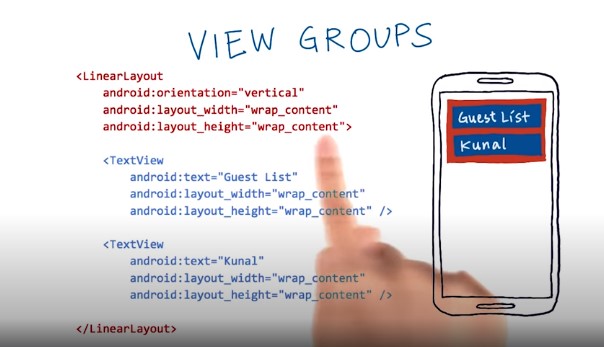 VIEW GROUPS
<LinearLayout
android:orientation="vertical"
android:layout_width="wrap_content"
android:layout_height="wrap_content">
<TextView
android:text="Guest List"
android:layout_width="wrap_content"
android:layout_height="wrap_content" />
<TextView
android:text="Kunal"
android:layout_width="wrap_content"
android:layout_height="wrap_content" />
</LinearLayout>
Guest List
Kunal